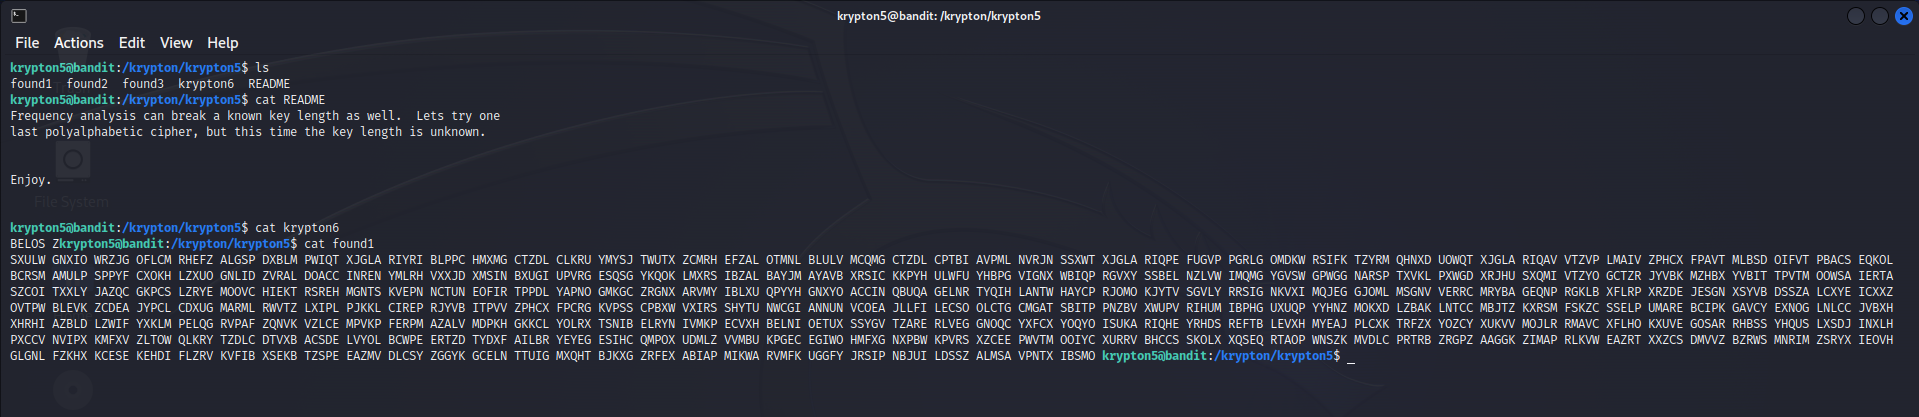 krypton5@bandit: /krypton/krypton5
File Actions Edit View Help
krypton5@bandit:/krypton/krypton5$ ls
found1 found2 found3 krypton6 README
krypton5@bandit:/krypton/krypton5$ cat README
Frequency analysis can break a known key length as well. Lets try one
last polyalphabetic cipher, but this time the key length is unknown.
Enjoy.
File System
krypton5@bandit:/krypton/krypton5$ cat krypton6
BELOS Zkrypton5@bandit:/krypton/krypton5$ cat found1
SXULW GNXIO WRZJG OFLCM RHEFZ ALGSP DXBLM PWIQT XJGLA RIYRI BLPPC HMXMG CTZDL CLKRU YMYSJ TWUTX ZCMRH EFZAL OTMNL BLULV MCQMG CTZDL CPTBI AVPML NVRJN SSXWT XJGLA RIQPE FUGVP PGRLG OMDKW RSIFK TZYRM QHNXD UOWQT XJGLA RIQAV VTZVP LMAIV ZPHCX FPAVT MLBSD OIFVT PBACS EQKOL
BCRSM AMULP SPPYF CXOKH LZXUO GNLID ZVRAL DOACC INREN YMLRH VXXJD XMSIN BXUGI UPVRG ESQSG YKQOK LMXRS IBZAL BAYJM AYAVB XRSIC KKPYH ULWFU YHBPG VIGNX WBIQP RGVXY SSBEL NZLVW IMQMG YGVSW GPWGG NARSP TXVKL PXWGD XRJHU SXQMI VTZYO GCTZR JYVBK MZHBX YVBIT TPVTM OOWSA IERTA
SZCOI TXXLY JAZQC GKPCS LZRYE MOOVC HIEKT RSREH MGNTS KVEPN NCTUN EOFIR TPPDL YAPNO GMKGC ZRGNX ARVMY IBLXU QPYYH GNXYO ACCIN QBUQA GELNR TYQIH LANTW HAYCP RJOMO KJYTV SGVLY RRSIG NKVXI MQJEG GJOML MSGNV VERRC MRYBA GEQNP RGKLB XFLRP XRZDE JESGN XSYVB DSSZA LCXYE ICXXZ
OVTPW BLEVK ZCDEA JYPCL CDXUG MARML RWVTZ LXIPL PJKKL CIREP RJYVB ITPVV ZPHCX FPCRG KVPSS CPBXW VXIRS SHYTU NWCGI ANNUN VCOEA JLLFI LECSO OLCTG CMGAT SBITP PNZBV XWUPV RIHUM IBPHG UXUQP YYHNZ MOKXD LZBAK LNTCC MBJTZ KXRSM FSKZC SSELP UMARE BCIPK GAVCY EXNOG LNLCC JVBXH
XHRHI AZBLD LZWIF YXKLM PELQG RVPAF ZQNVK VZLCE MPVKP FERPM AZALV MDPKH GKKCL YOLRX TSNIB ELRYN IVMKP ECVXH BELNI OETUX SSYGV TZARE RLVEG GNOQC YXFCX YOQYO ISUKA RIQHE YRHDS REFTB LEVXH MYEAJ PLCXK TRFZX YOZCY XUKVV MOJLR RMAVC XFLHO KXUVE GOSAR RHBSS YHQUS LXSDJ INXLH
PXCCV NVIPX KMFXV ZLTOW QLKRY TZDLC DTVXB ACSDE LVYOL BCWPE ERTZD TYDXF AILBR YEYEG ESIHC QMPOX UDMLZ VVMBU KPGEC EGIWO HMFXG NXPBW KPVRS XZCEE PWVTM OOIYC XURRV BHCCS SKOLX XQSEQ RTAOP WNSZK MVDLC PRTRB ZRGPZ AAGGK ZIMAP RLKVW EAZRT XXZCS DMVVZ BZRWS MNRIM ZSRYX IEOVH
GLGNL FZKHX KCESE KEHDI FLZRV KVFIB XSEKB TZSPE EAZMV DLCSY ZGGYK GCELN TTUIG MXQHT BJKXG ZRFEX ABIAP MIKWA RVMFK UGGFY JRSIP NBJUI LDSSZ ALMSA VPNTX IBSMO krypton5@bandit:/krypton/krypton5$